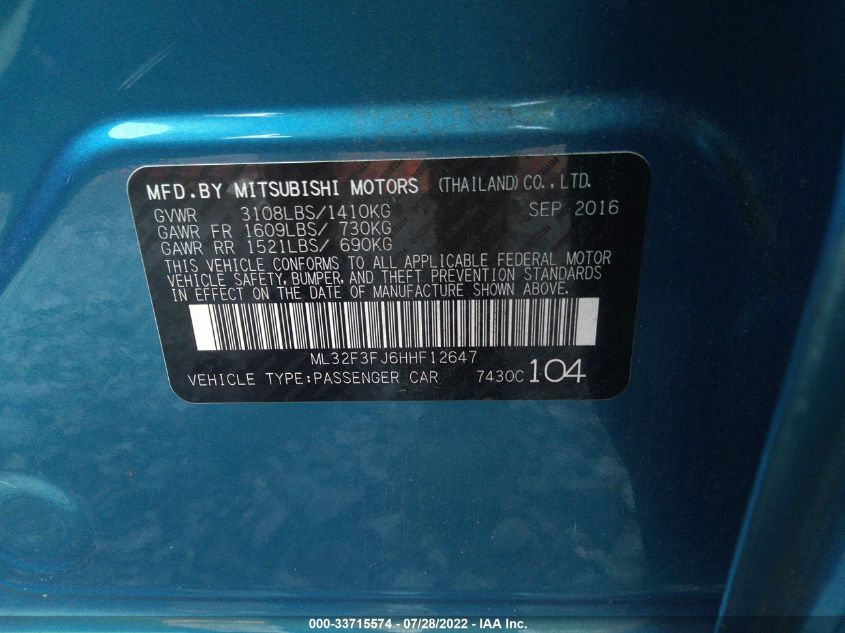 MFD.BY MITSUBISHI MOTORS (THAILAND)CO.,LTD.
GVWR 3108LBS/1410KG SEP 2016
GAWR FR 1609LBS/ 730KG
GAWR RR 1521LBS/ 690KG
THIS VEHICLE CONFORMS TO ALL APPLICABLE FEDERAL MOTOR
VEHICLE SAFETY, BUMPER, AND THEFT PREVENTION STANDARDS
IN EFFECT ON THE DATE OF MANUFACTURE SHOWN ABOVE.
ML32F3FJ6HHF12647
VEHICLE TYPE:PASSENGER CAR 7430C 104
000-33715574 - 07/28/2022 - IAA Inc.